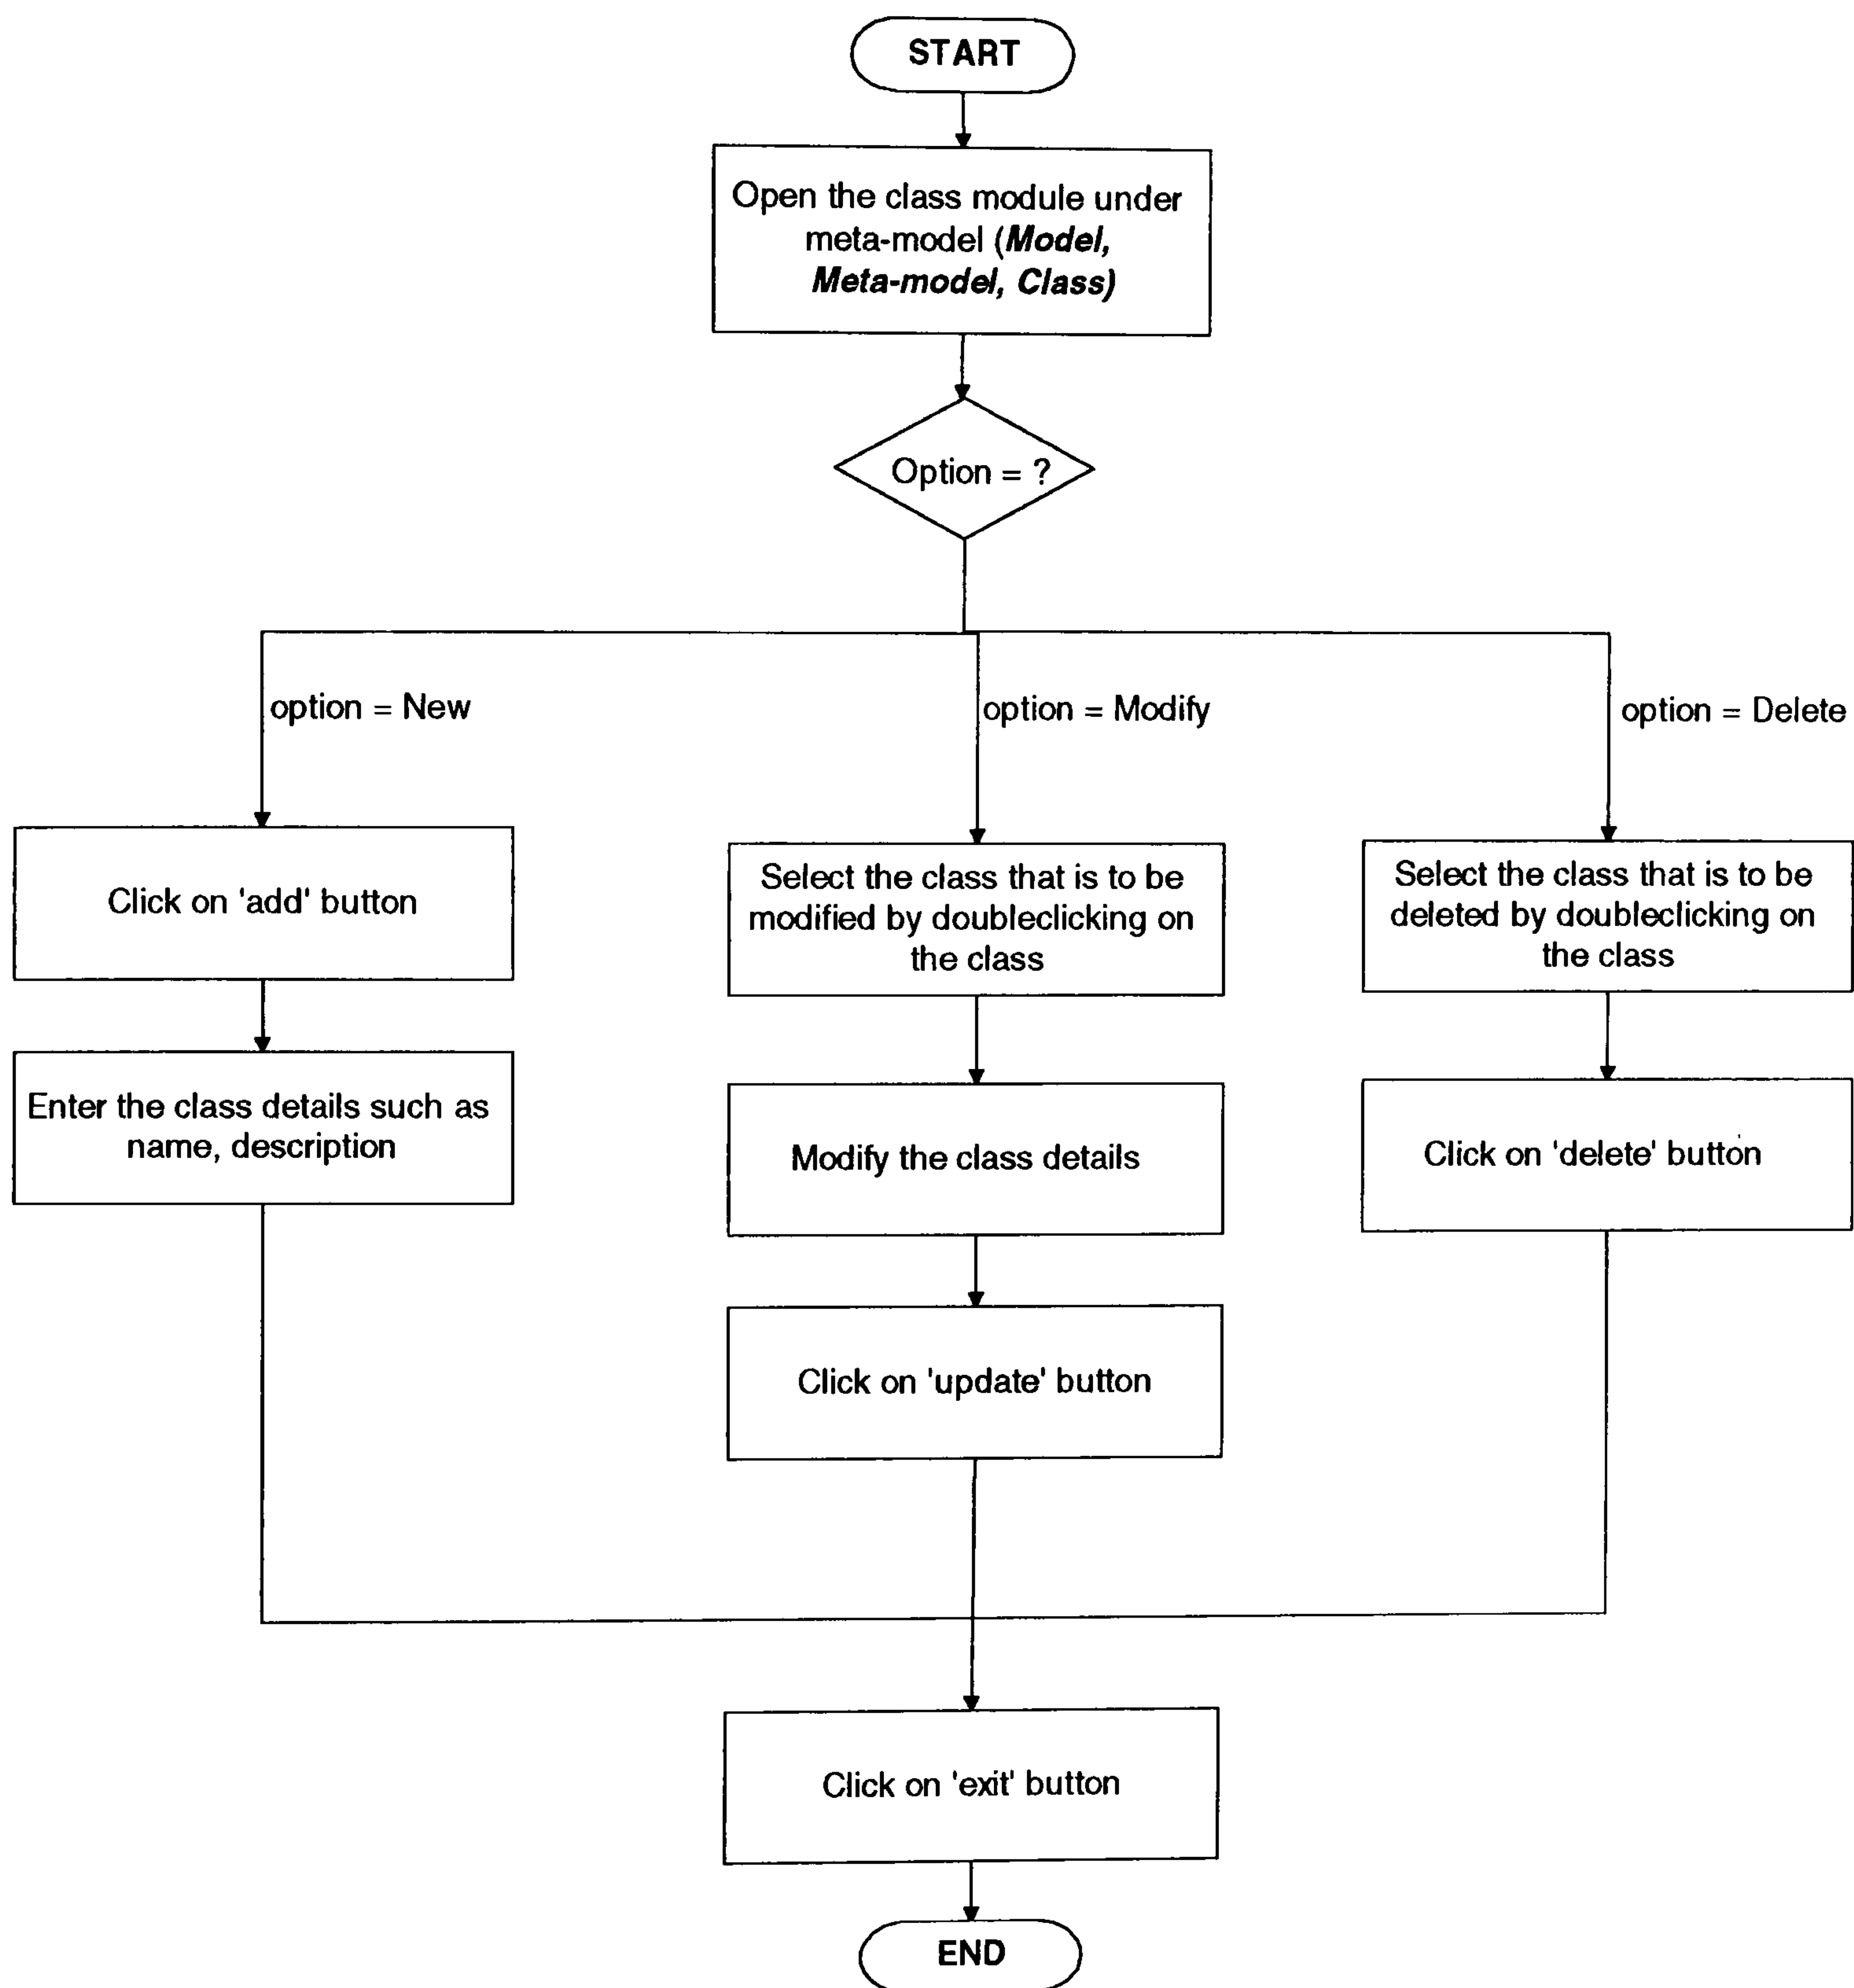 START
Open the class module under
meta-model (Model,
Meta-model, Class)
Option = ?
option = New
option = Modify
option = Delete
Click on 'add' button
Select the class that is to be
modified by doubleclicking on
the class
Select the class that is to be
deleted by doubleclicking on
the class
Enter the class details such as
name, description
Modify the class details
Click on 'delete' button
Click on 'update' button
Click on 'exit' button
END